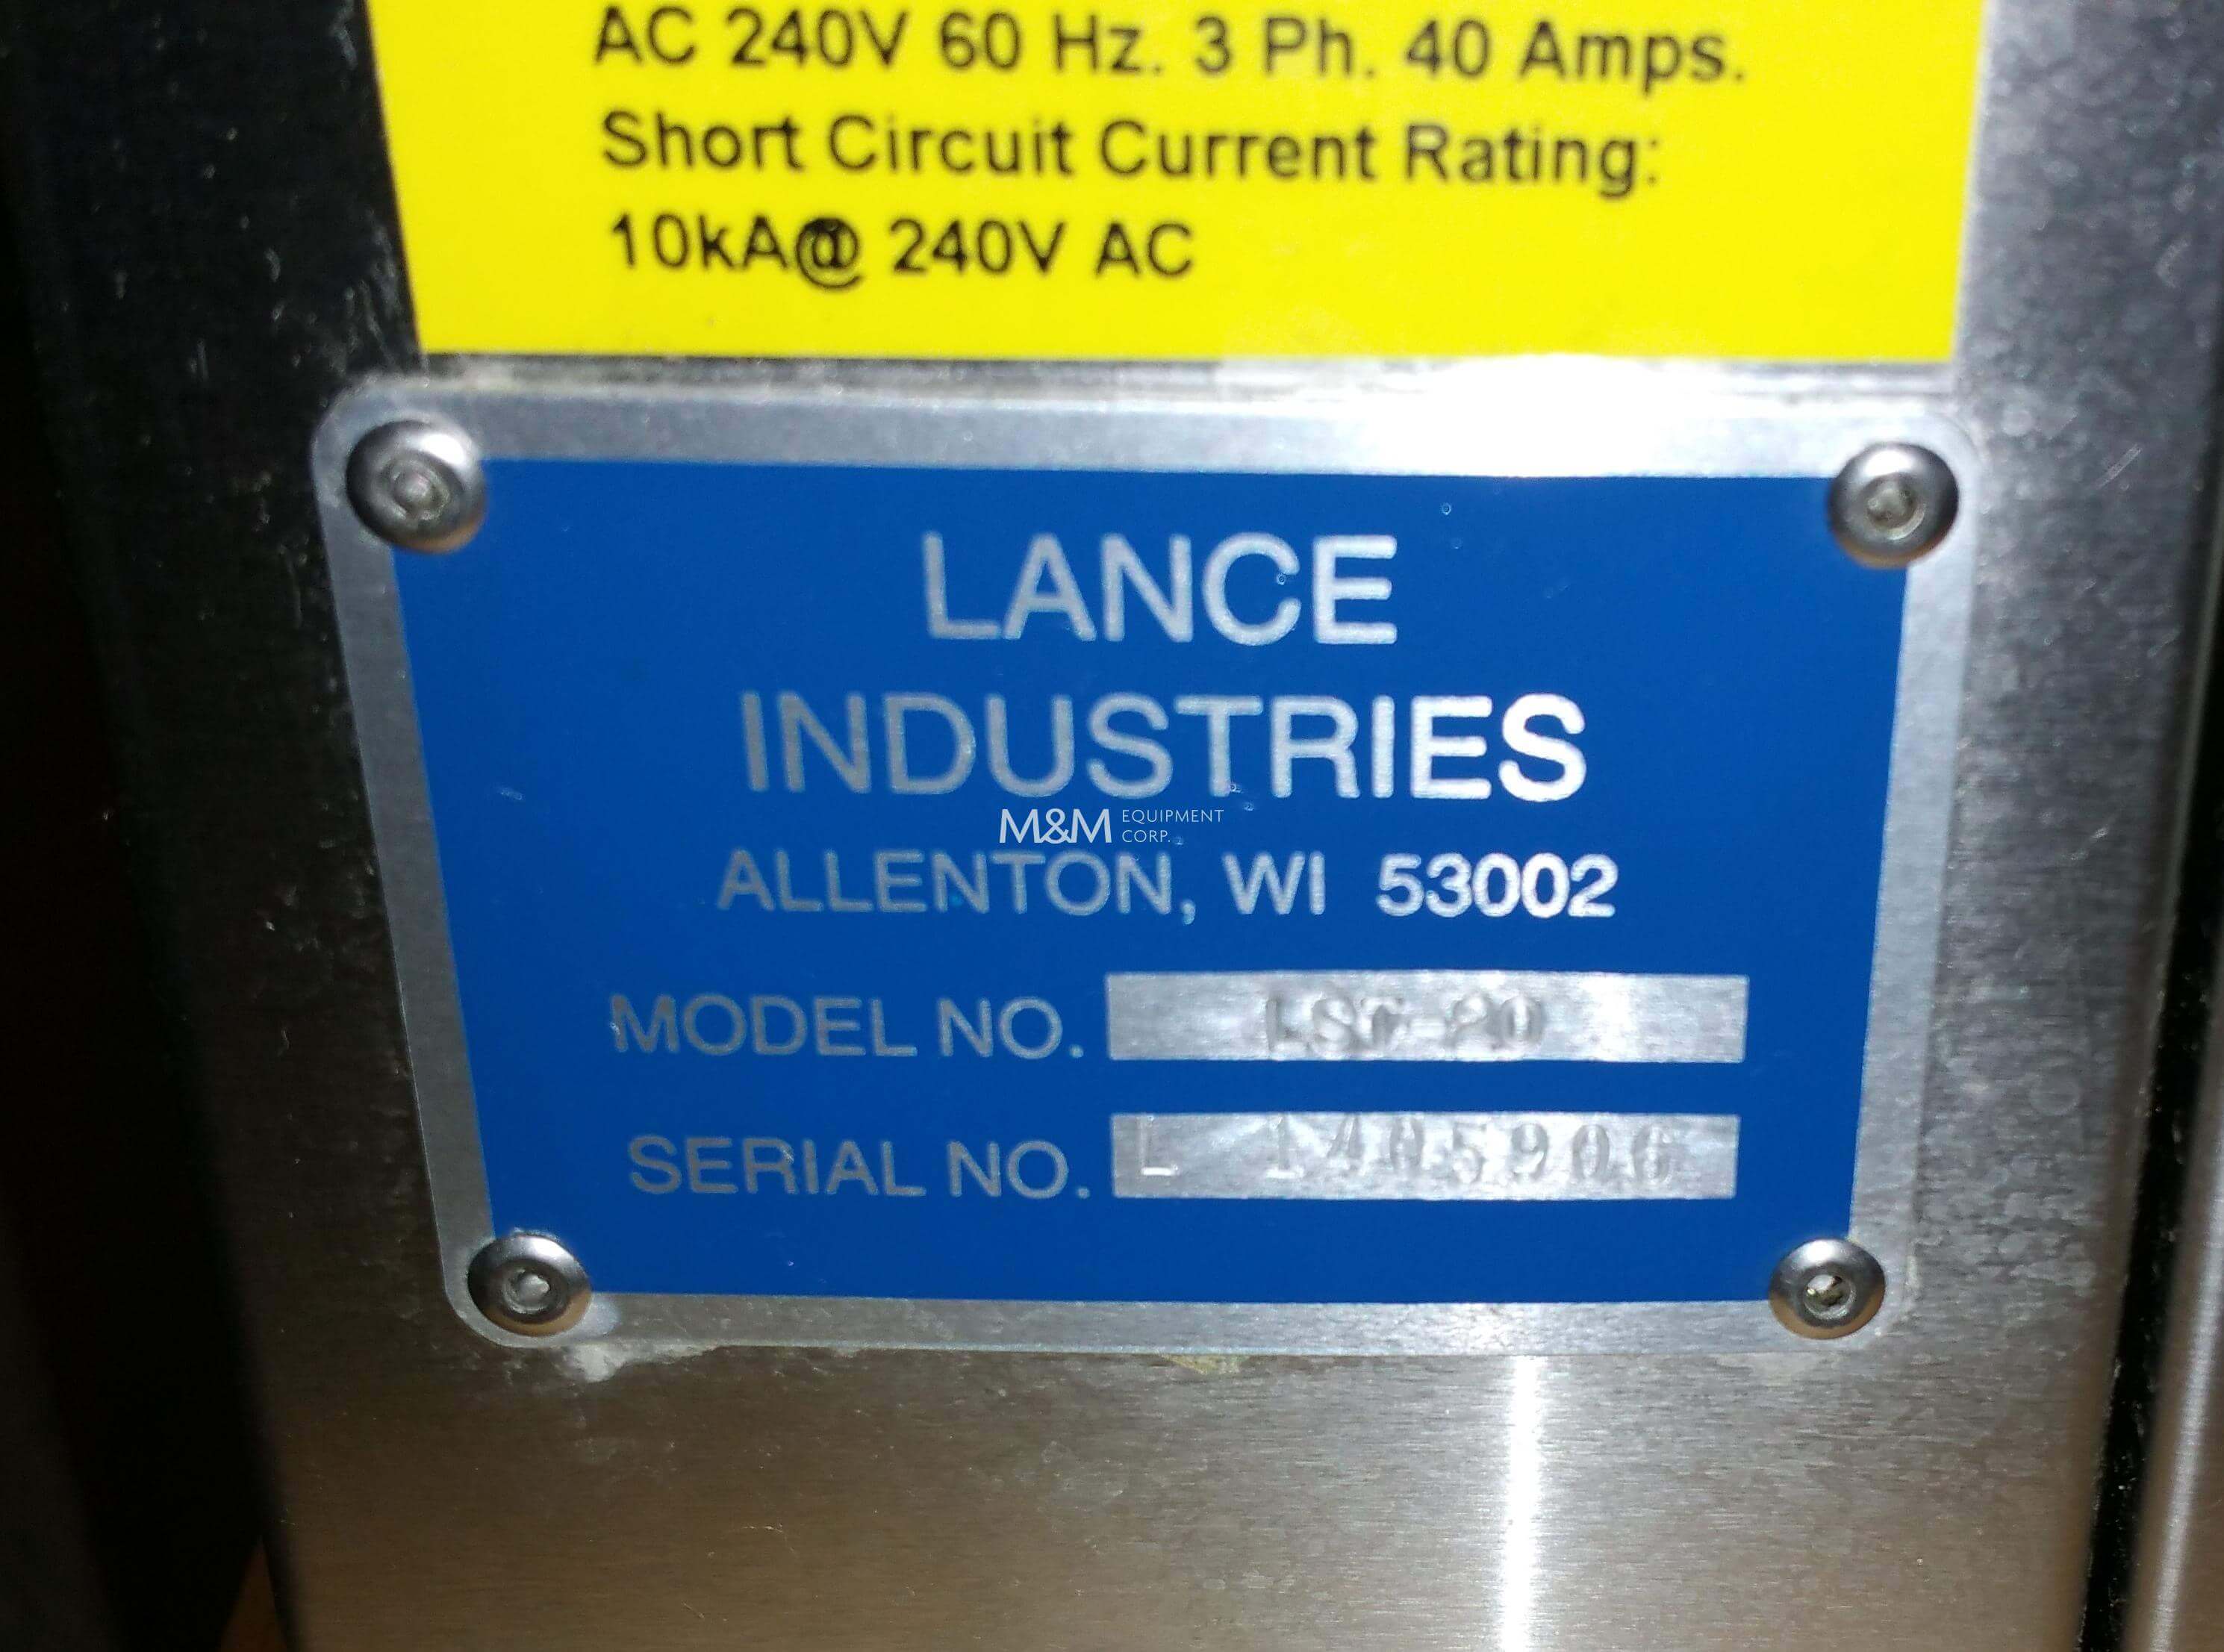 AC 240V 60 Hz. 3 Ph. 40 Amps.
Short Circuit Current Rating:
10kA@ 240V AC
LANCE
INDUSTRIES
M&M EQUIPMENT CORP.
ALLENTON, WI 53002
MODEL NO.
SERIAL NO. L 1405906